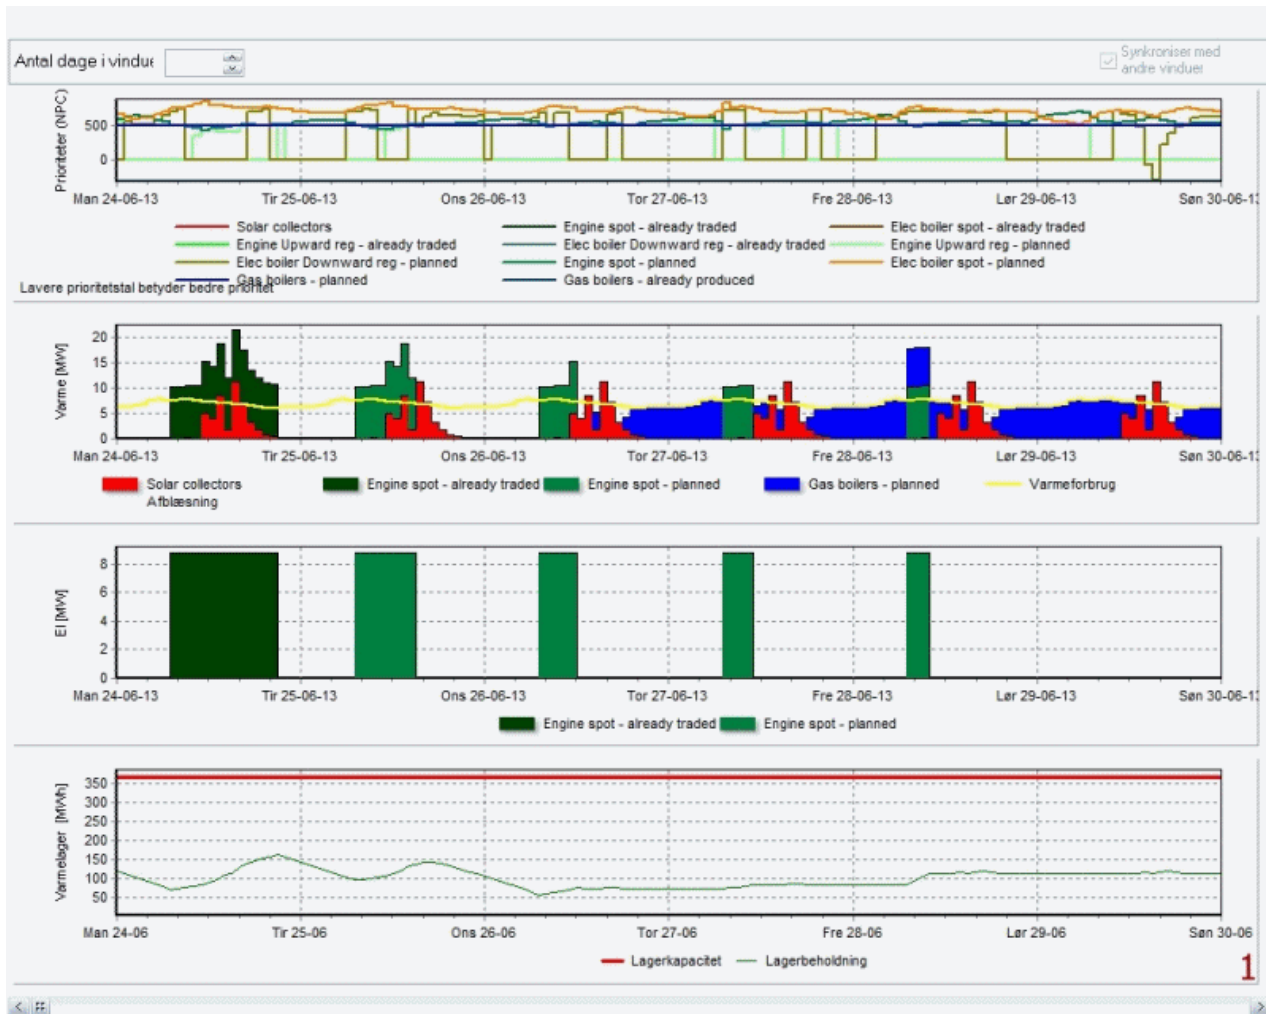 Antal dage i vindue
Synkroniser med
andre vinduer
Prioriteter (NPC)
500
0
Man 24-06-13 Tir 25-06-13 Ons 26-06-13 Tor 27-06-13 Fre 28-06-13 Lør 29-06-13 Søn 30-06-1
Solar collectors Engine spot - already traded Elec boiler spot - already traded
Engine Upward reg - already traded Elec boiler Downward reg - already traded Engine Upward reg - planned
Elec boiler Downward reg - planned Engine spot - planned Elec boiler spot - planned
Gas boilers - planned Gas boilers - already produced
Lavere prioritetstal betyder bedre prioritet
Varme [MW]
20
15
10
5
0
Man 24-06-13 Tir 25-06-13 Ons 26-06-13 Tor 27-06-13 Fre 28-06-13 Lør 29-06-13 Søn 30-06-1
Solar collectors Engine spot - already traded Engine spot - planned Gas boilers - planned Varmeforbrug
Afblæsning
El [MW]
8
6
4
2
0
Man 24-06-13 Tir 25-06-13 Ons 26-06-13 Tor 27-06-13 Fre 28-06-13 Lør 29-06-13 Søn 30-06-1
Engine spot - already traded Engine spot - planned
Varmelager [MWh]
350
300
250
200
150
100
50
Man 24-06 Tir 25-06 Ons 26-06 Tor 27-06 Fre 28-06 Lør 29-06 Søn 30-06
Lagerkapacitet Lagerbeholdning
1